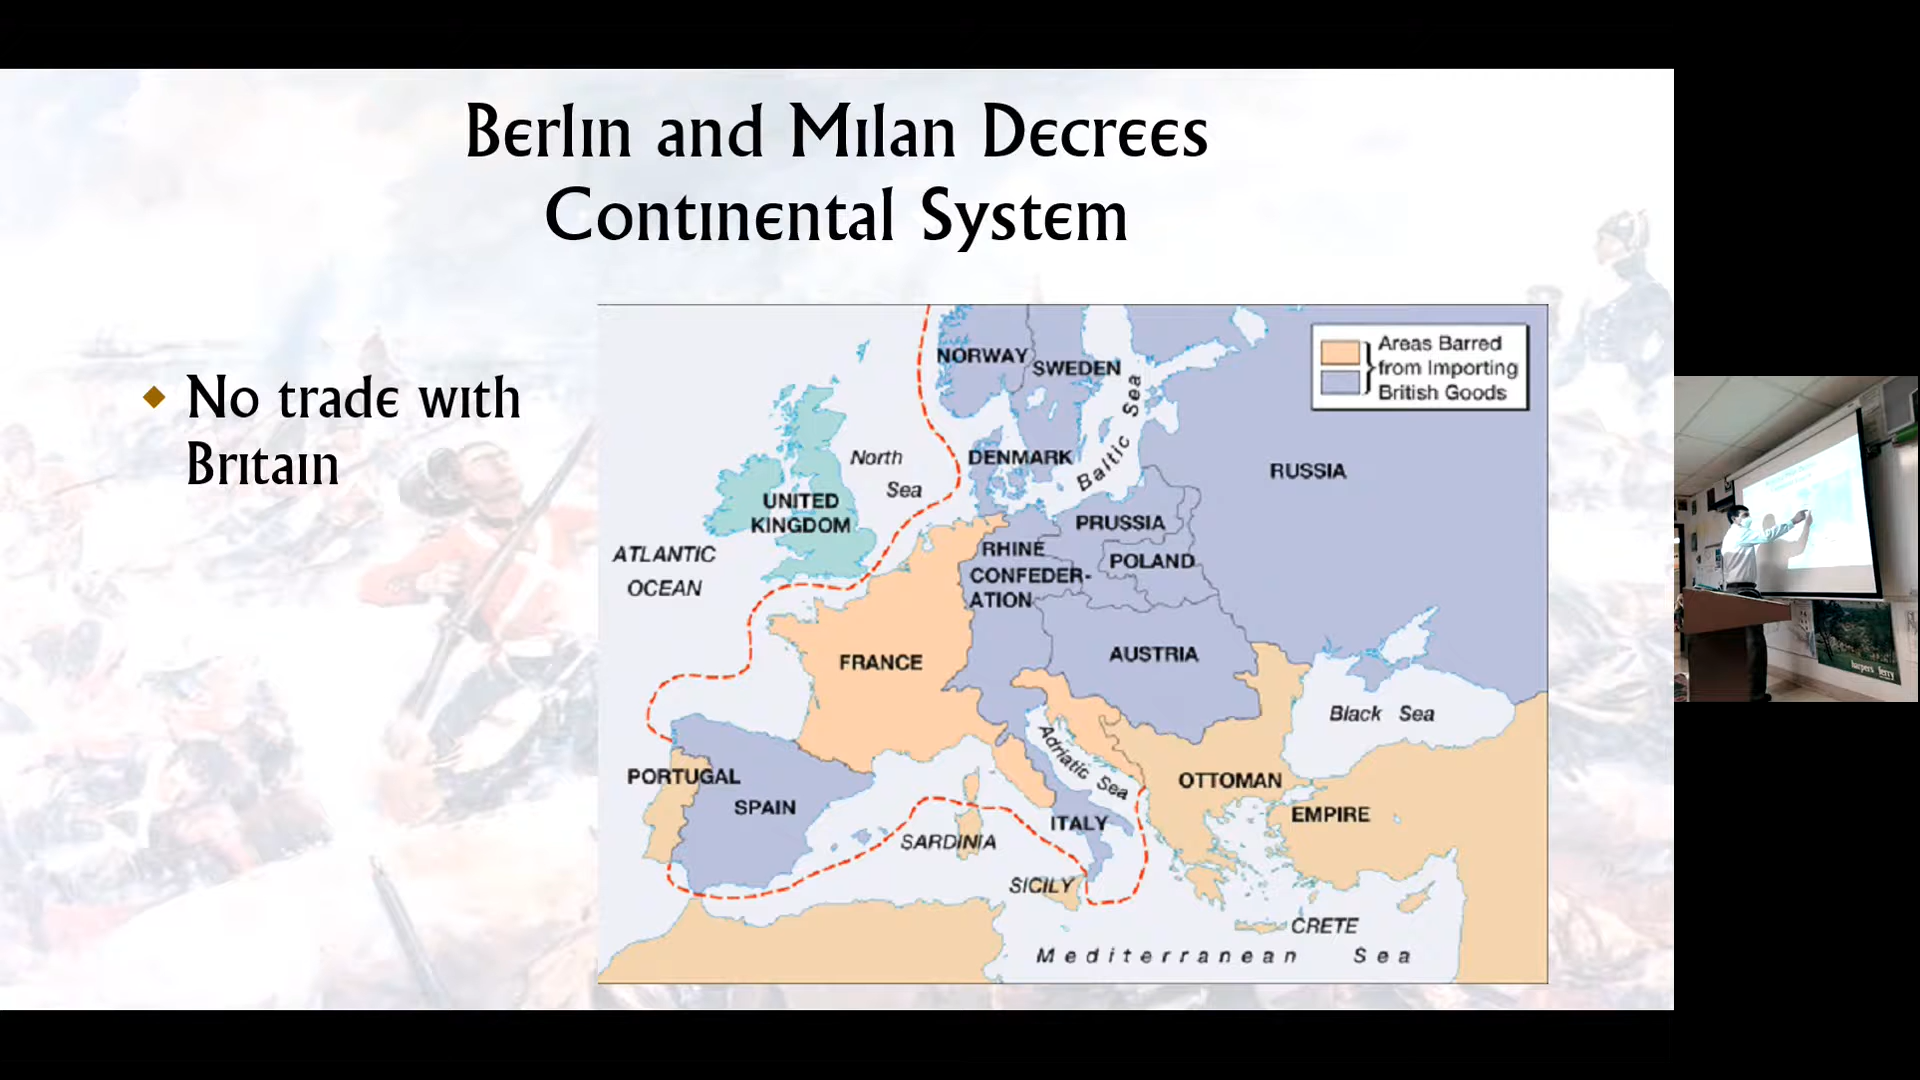 Berlin and Milan Decrees
Continental System
◆ No trade with
Britain
Areas Barred
from Importing
British Goods
NORWAY
SWEDEN
Baltic Sea
North
Sea
DENMARK
RUSSIA
UNITED
KINGDOM
PRUSSIA
ATLANTIC
OCEAN
RHINE
CONFEDER-
ATION
POLAND
FRANCE
AUSTRIA
Black Sea
Adriatic Sea
PORTUGAL
SPAIN
OTTOMAN
EMPIRE
ITALY
SARDINIA
SICILY
CRETE
Mediterranean Sea
harpers ferry